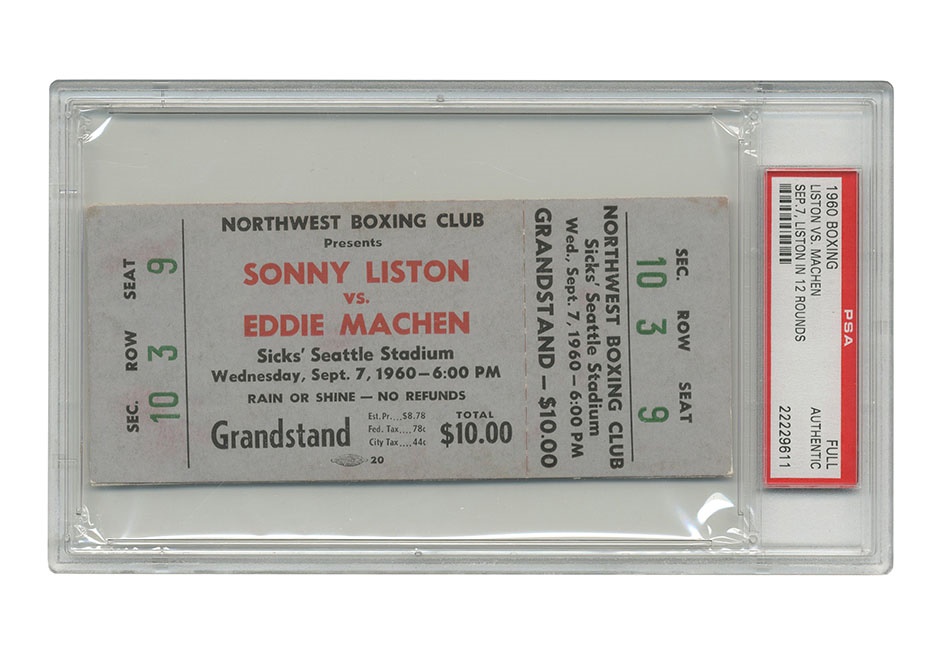 SEC. 10 ROW 3 SEAT 9
NORTHWEST BOXING CLUB
Presents
SONNY LISTON
VS.
EDDIE MACHEN
Sicks' Seattle Stadium
Wednesday, Sept. 7, 1960—6:00 PM
RAIN OR SHINE — NO REFUNDS
Grandstand
Est. Pr....$8.78
Fed. Tax....78c
City Tax....44c
TOTAL
$10.00
20
NORTHWEST BOXING CLUB
Sicks' Seattle Stadium
Wed., Sept. 7, 1960—6:00 PM
GRANDSTAND — $10.00
SEC. ROW SEAT
10 3 9
PSA
1960 BOXING FULL
LISTON VS. MACHEN AUTHENTIC
SEP.7, LISTON IN 12 ROUNDS
22229611